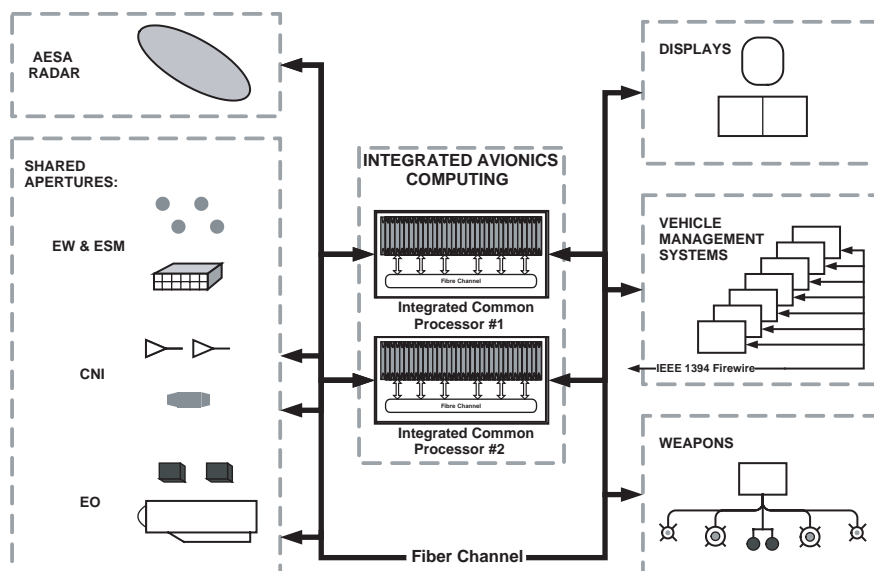 AESA
RADAR
SHARED
APERTURES:
EW & ESM
CNI
EO
INTEGRATED AVIONICS
COMPUTING
Fibre Channel
Integrated Common
Processor #1
Fibre Channel
Integrated Common
Processor #2
Fiber Channel
DISPLAYS
VEHICLE
MANAGEMENT
SYSTEMS
IEEE 1394 Firewire
WEAPONS